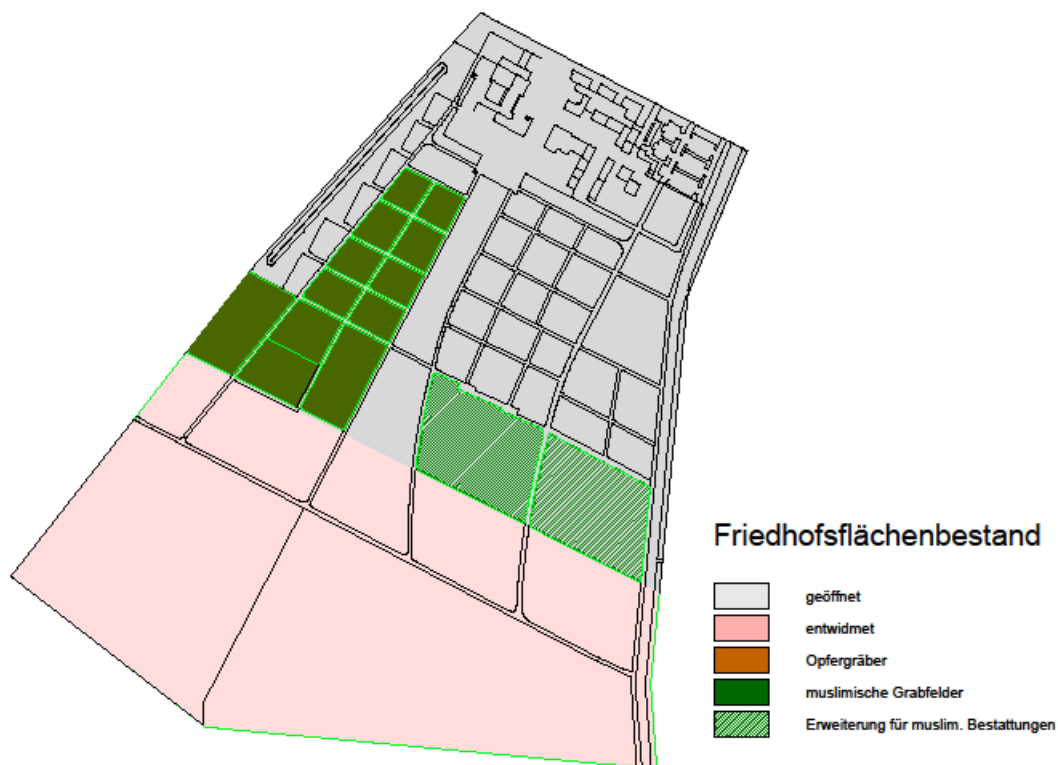 Friedhofsflächenbestand
geöffnet
entwidmet
Opfergräber
muslimische Grabfelder
Erweiterung für muslim. Bestattungen